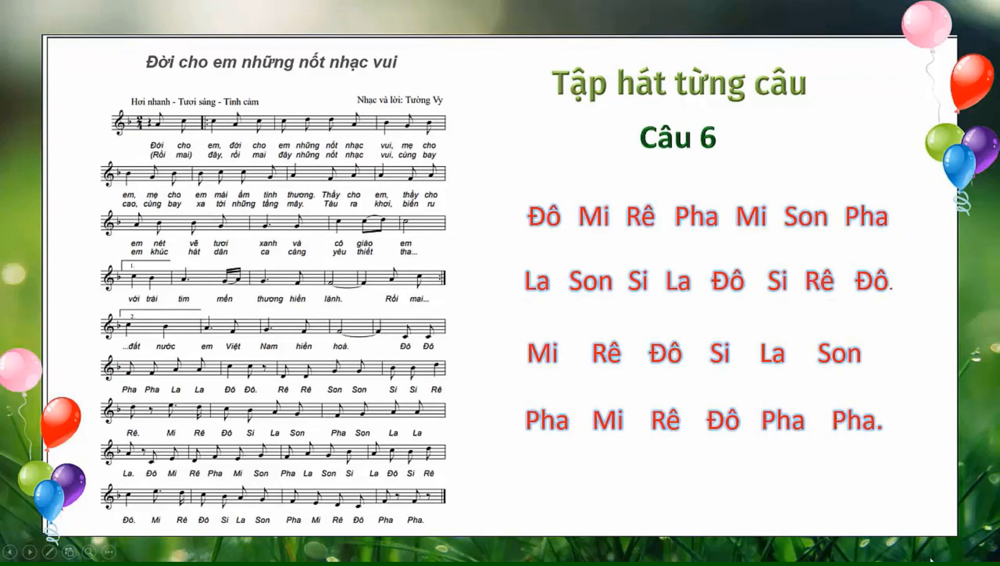 Đời cho em những nốt nhạc vui
Hơi nhanh - Tươi sáng - Tình cảm
Nhạc và lời: Tường Vy
Đời cho em, đời cho em những nốt nhạc vui, mẹ cho
(Rồi mai) đây, rồi mai đây những nốt nhạc vui, cùng bay
em, mẹ cho em mái ấm tình thương. Thầy cho em, thầy cho
cao, cùng bay xa tới những tầng mây. Tàu ra khơi, biển ru
em nét vẽ tươi xanh và cô giáo em
em khúc hát dân ca càng yêu thiết tha...
1.
với trái tim mến thương hiền lành. Rồi mai...
2.
...đất nước em Việt Nam hiền hoà. Đô Đô
Pha Pha La La Đô Đô. Rê Rê Son Son Si Si Rê
Rê. Mi Rê Đô Si La Son Pha Son La La
La. Đô Mi Rê Pha Mi Son Pha La Son Si La Đô Si Rê
Đô. Mi Rê Đô Si La Son Pha Mi Rê Đô Pha Pha.
Tập hát từng câu
Câu 6
Đô Mi Rê Pha Mi Son Pha
La Son Si La Đô Si Rê Đô.
Mi Rê Đô Si La Son
Pha Mi Rê Đô Pha Pha.